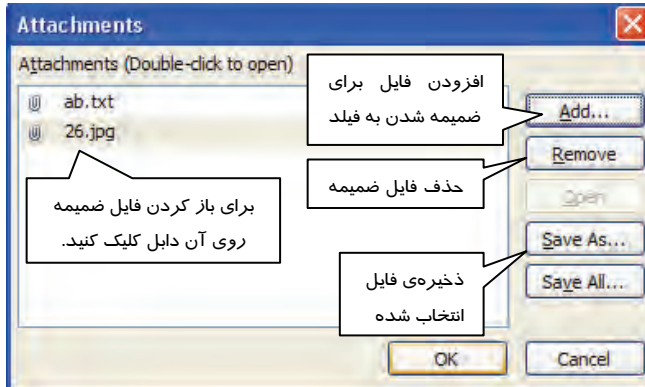 Attachments
Attachments (Double-click to open)
ab.txt
26.jpg
افزودن فایل برای
ضمیمه شدن به فیلد
Add...
حذف فایل ضمیمه
Remove
Open
برای باز کردن فایل ضمیمه
روی آن دابل کلیک کنید.
ذخیره‌ی فایل
انتخاب شده
Save As...
Save All...
OK
Cancel